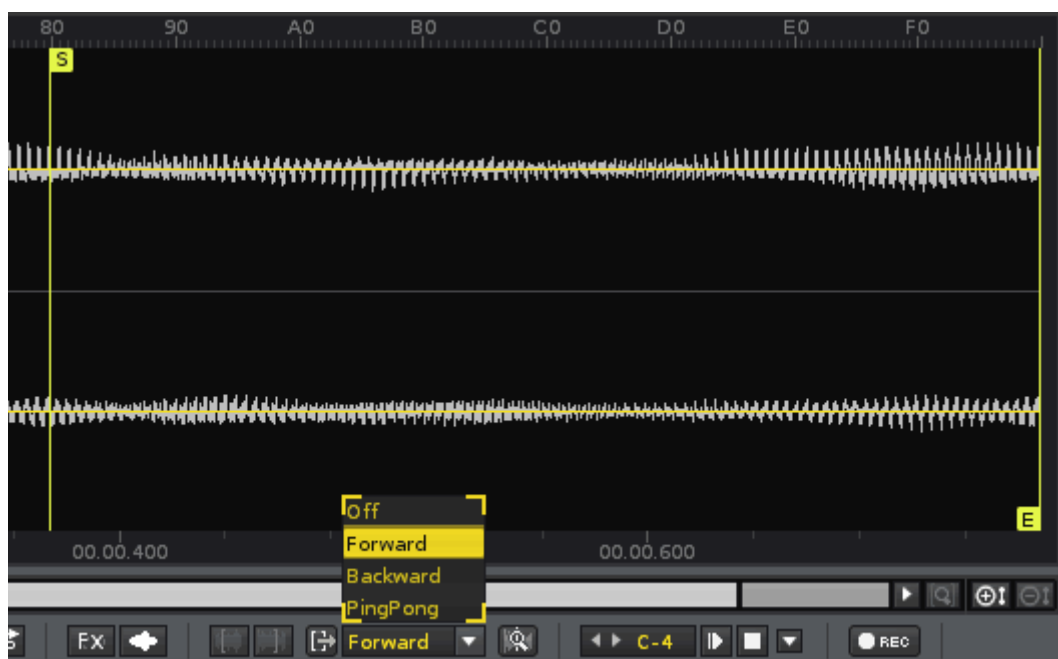 80 90 A0 B0 C0 D0 E0 F0
S
E
00.00.400 00.00.600
Off
Forward
Backward
PingPong
FX Forward C-4 REC